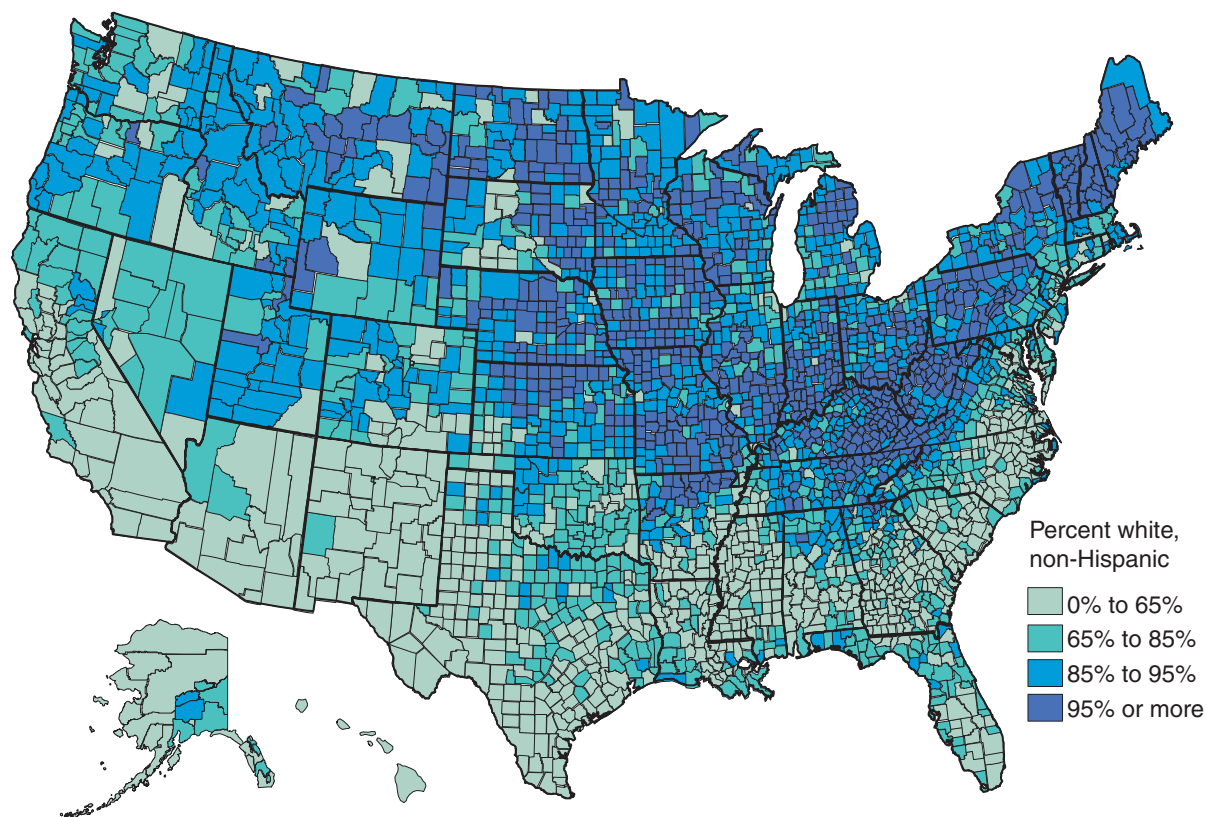 Percent white,
non-Hispanic
0% to 65%
65% to 85%
85% to 95%
95% or more